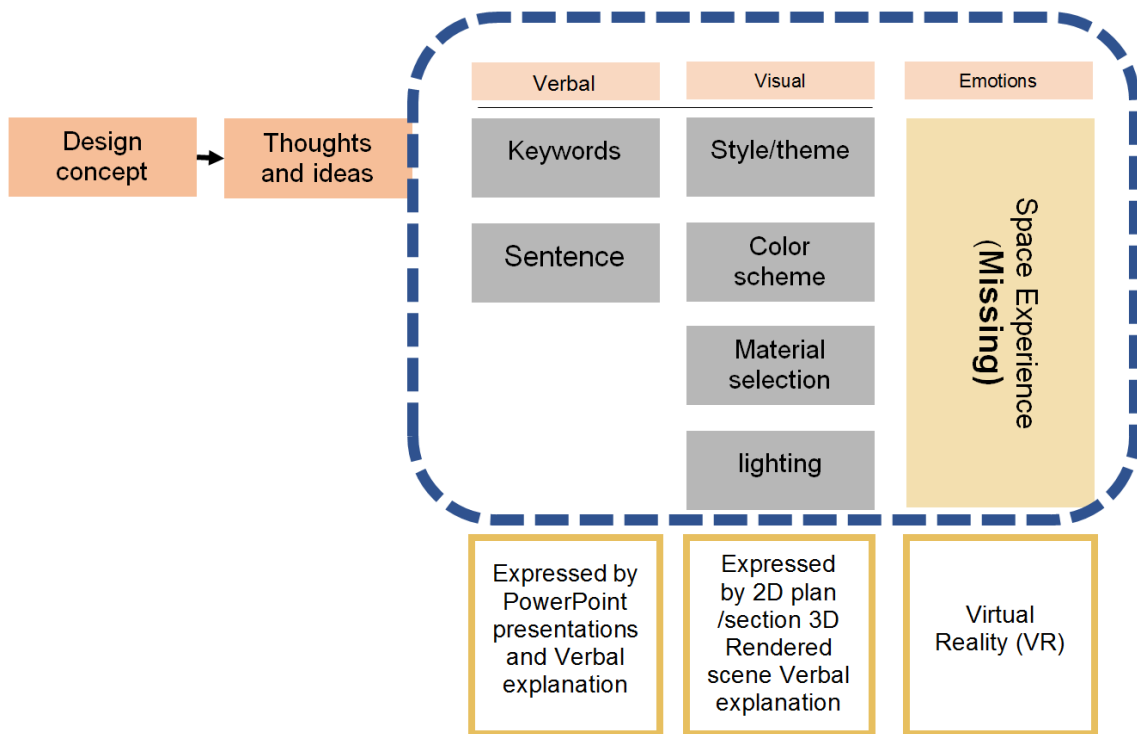 Design
concept
Thoughts
and ideas
Verbal
Keywords
Sentence
Visual
Style/theme
Color
scheme
Material
selection
lighting
Emotions
Space Experience
(Missing)
Expressed by
PowerPoint
presentations
and Verbal
explanation
Expressed
by 2D plan
/section 3D
Rendered
scene Verbal
explanation
Virtual
Reality (VR)